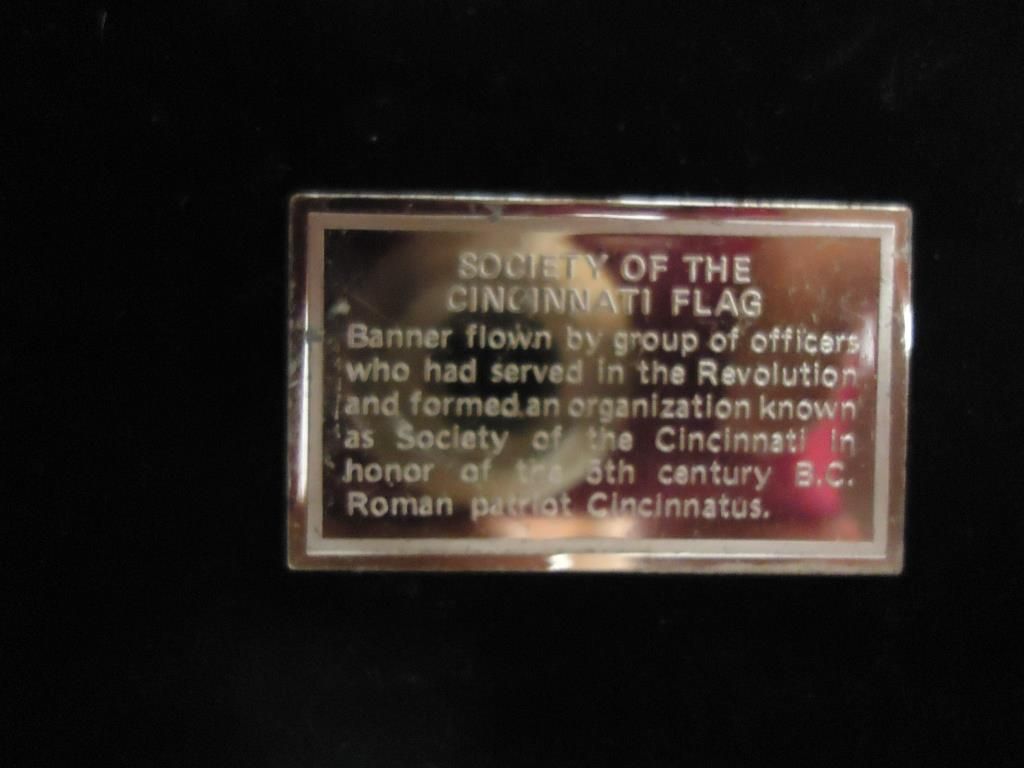 SOCIETY OF THE
CINCINNATI FLAG
Banner flown by group of officers
who had served in the Revolution
and formed an organization known
as Society of the Cincinnati in
honor of the 5th century B.C.
Roman patriot Cincinnatus.